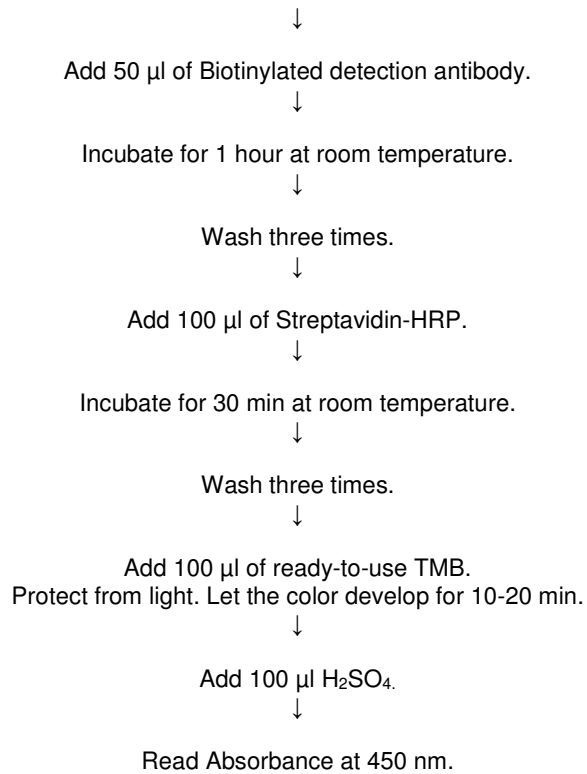 ↓
Add 50 µl of Biotinylated detection antibody.
↓
Incubate for 1 hour at room temperature.
↓
Wash three times.
↓
Add 100 µl of Streptavidin-HRP.
↓
Incubate for 30 min at room temperature.
↓
Wash three times.
↓
Add 100 µl of ready-to-use TMB.
Protect from light. Let the color develop for 10-20 min.
↓
Add 100 µl H₂SO₄.
↓
Read Absorbance at 450 nm.